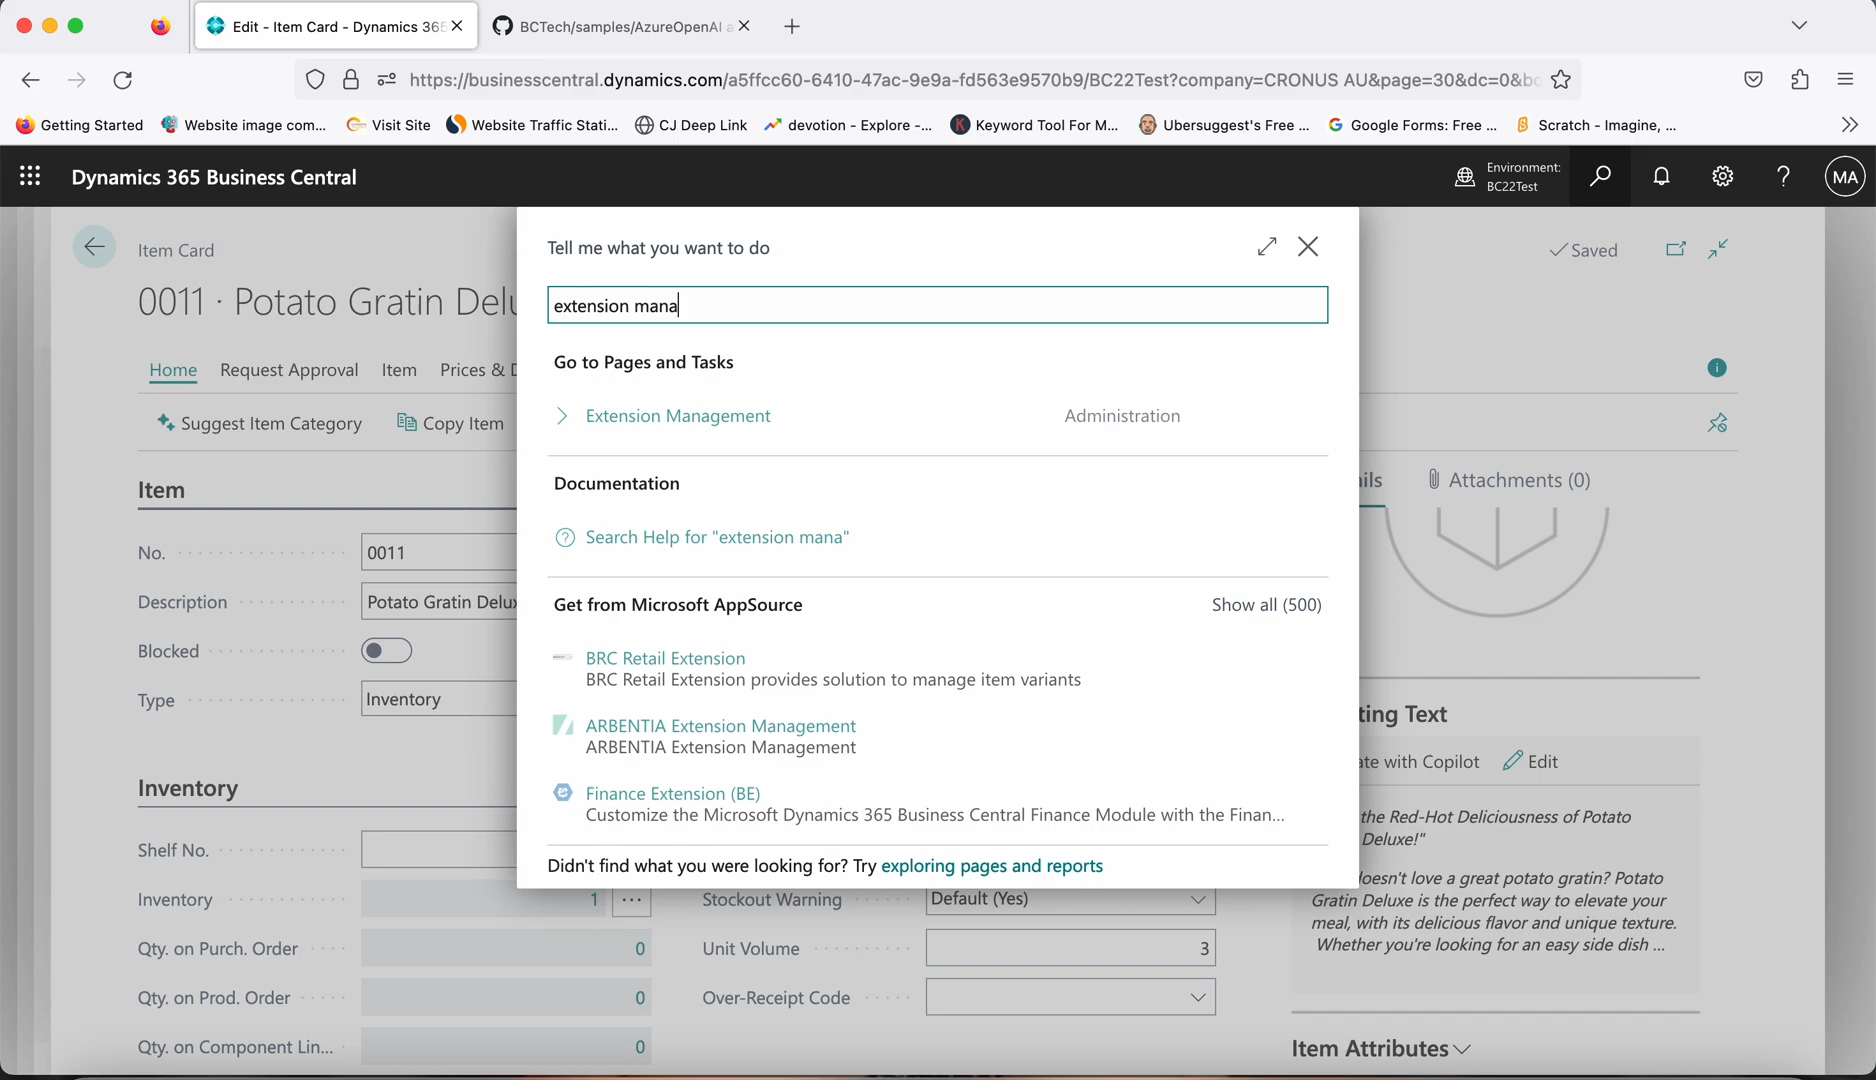 Edit - Item Card - Dynamics 365
BCTech/samples/AzureOpenAI a
https://businesscentral.dynamics.com/a5ffcc60-6410-47ac-9e9a-fd563e9570b9/BC22Test?company=CRONUS AU&page=30&dc=0&bo
Getting Started
Website image com...
Visit Site
Website Traffic Stati...
CJ Deep Link
devotion - Explore -...
Keyword Tool For M...
Ubersuggest's Free ...
Google Forms: Free ...
Scratch - Imagine, ...
Dynamics 365 Business Central
Environment:
BC22Test
MA
Item Card
Saved
0011 · Potato Gratin Delu
Home
Request Approval
Item
Prices & D
Suggest Item Category
Copy Item
Tell me what you want to do
extension mana
Go to Pages and Tasks
Extension Management
Administration
Documentation
Search Help for "extension mana"
Get from Microsoft AppSource
Show all (500)
BRC Retail Extension
BRC Retail Extension provides solution to manage item variants
ARBENTIA Extension Management
ARBENTIA Extension Management
Finance Extension (BE)
Customize the Microsoft Dynamics 365 Business Central Finance Module with the Finan...
Didn't find what you were looking for? Try exploring pages and reports
Item
No.
0011
Description
Potato Gratin Delux
Blocked
Type
Inventory
Inventory
Shelf No.
Inventory
1
...
Qty. on Purch. Order
0
Qty. on Prod. Order
0
Qty. on Component Lin...
0
Stockout Warning
Default (Yes)
Unit Volume
3
Over-Receipt Code
ils
Attachments (0)
ting Text
ate with Copilot
Edit
the Red-Hot Deliciousness of Potato
Deluxe!"
oesn't love a great potato gratin? Potato
Gratin Deluxe is the perfect way to elevate your
meal, with its delicious flavor and unique texture.
Whether you're looking for an easy side dish ...
Item Attributes